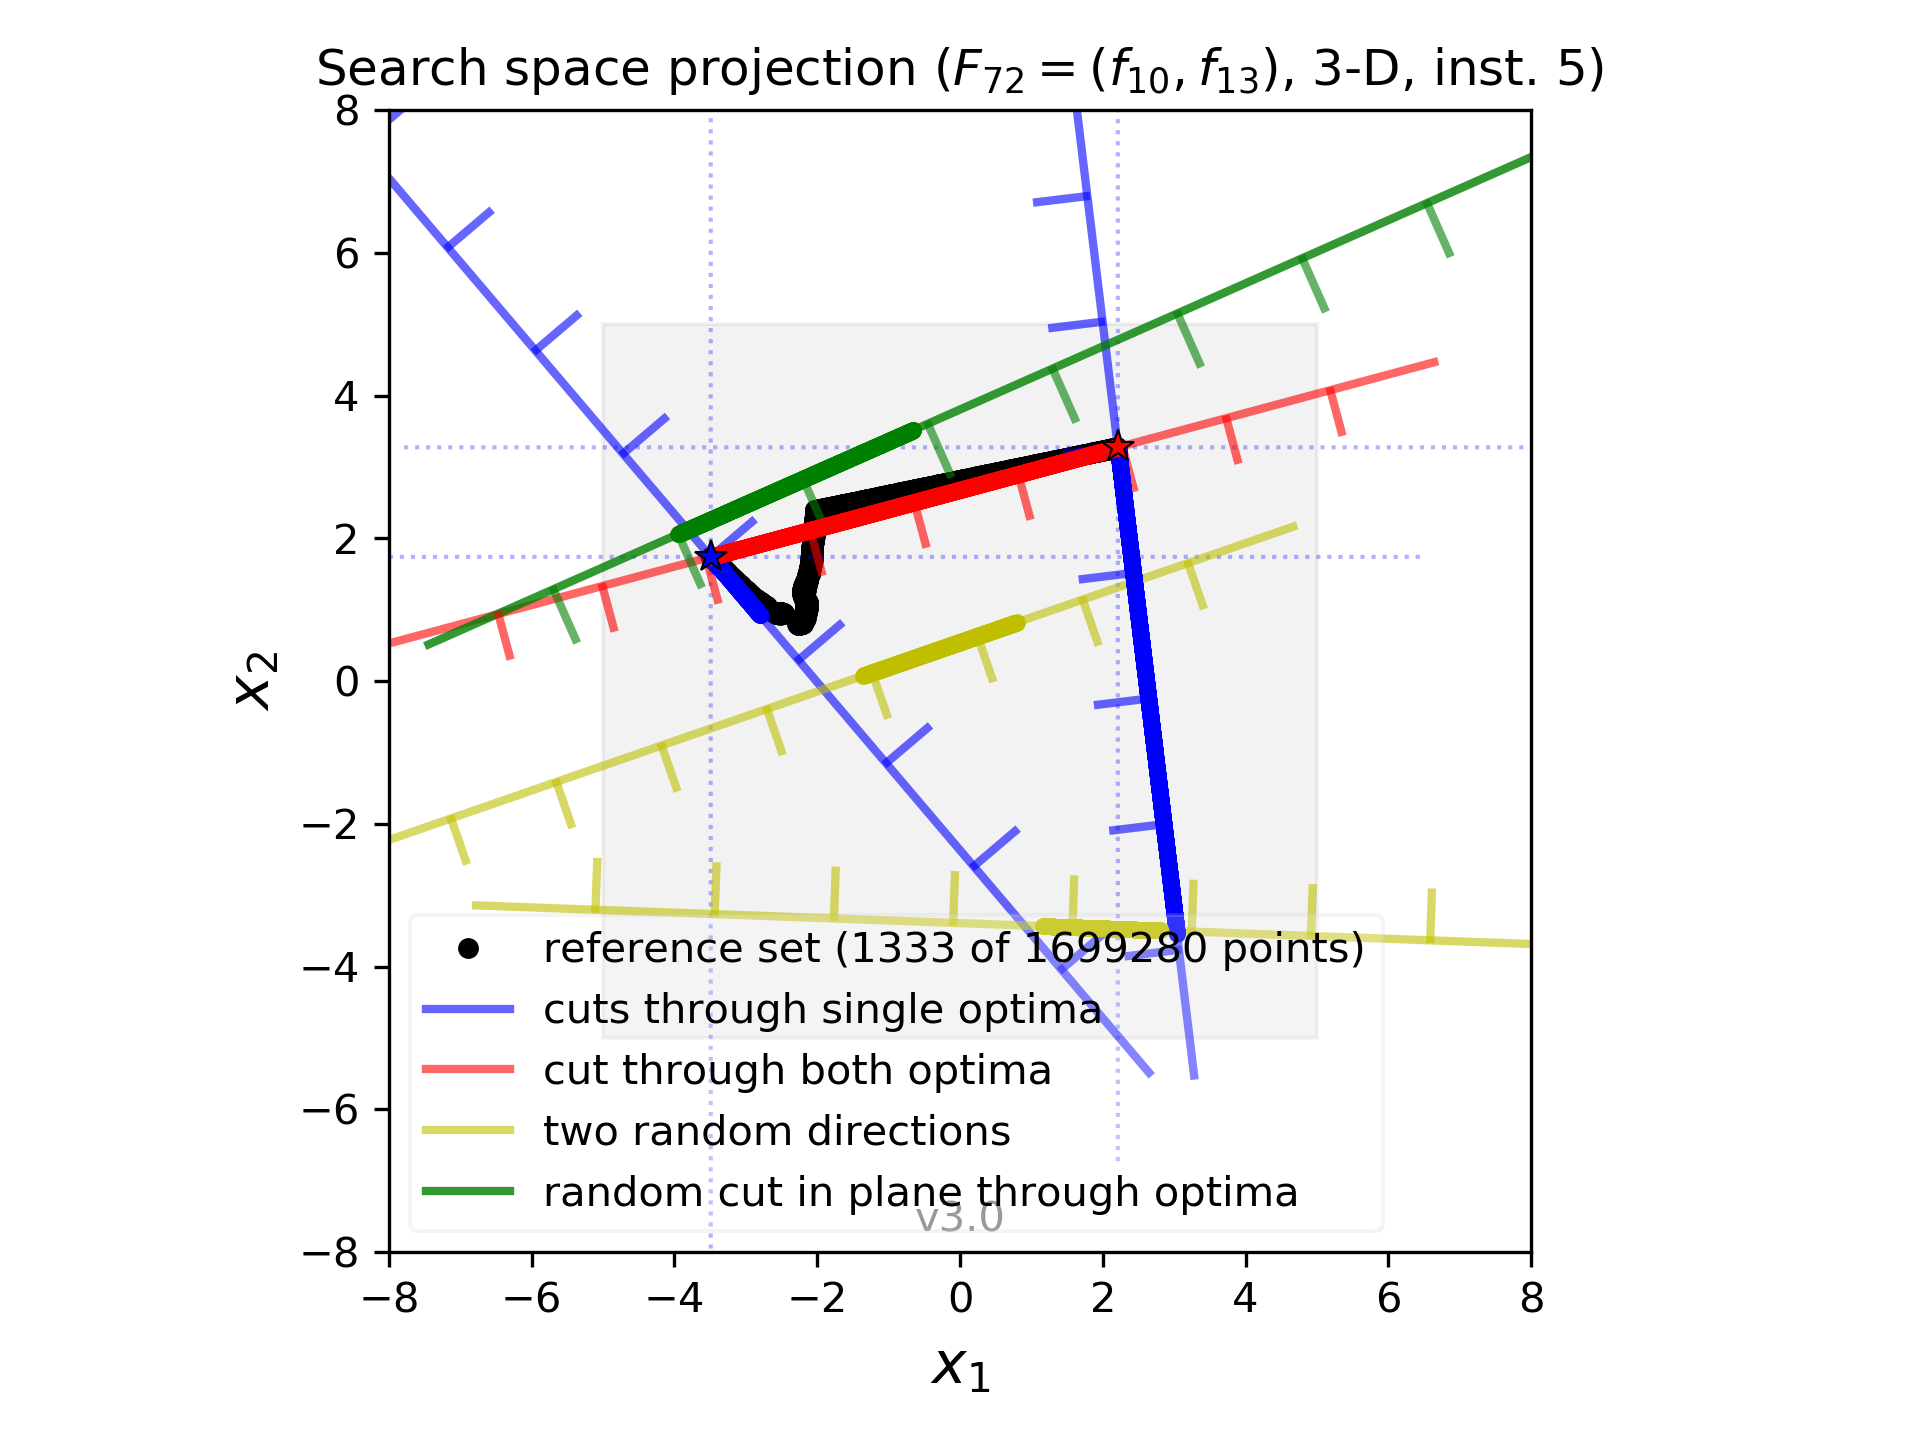 Search space projection (F₇₂ = (f₁₀, f₁₃), 3-D, inst. 5)
8
6
4
2
0
−2
−4
−6
−8
x₂
reference set (1333 of 1699280 points)
cuts through single optima
cut through both optima
two random directions
random cut in plane through optima
v3.0
−8 −6 −4 −2 0 2 4 6 8
x₁